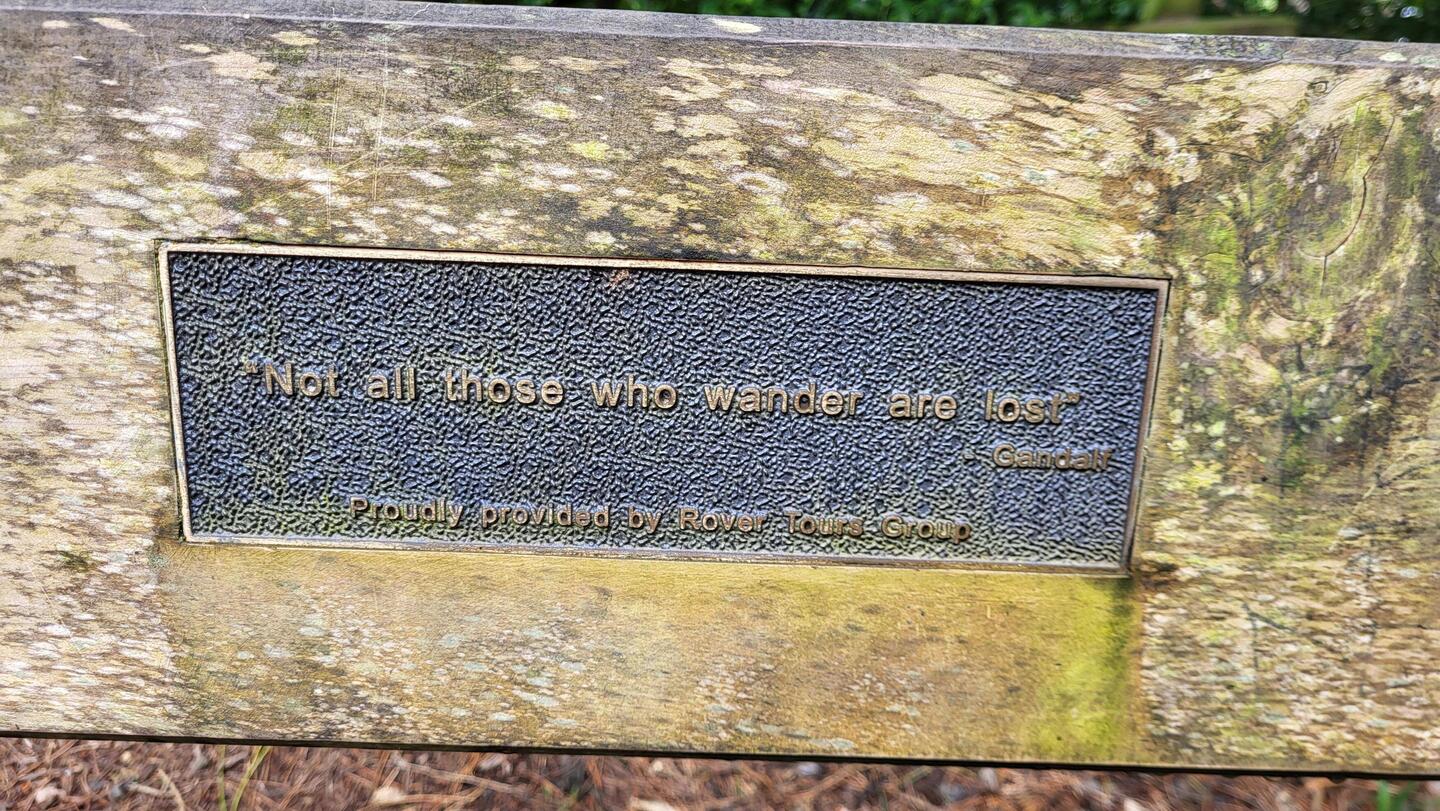 “Not all those who wander are lost”
- Gandalf
Proudly provided by Rover Tours Group